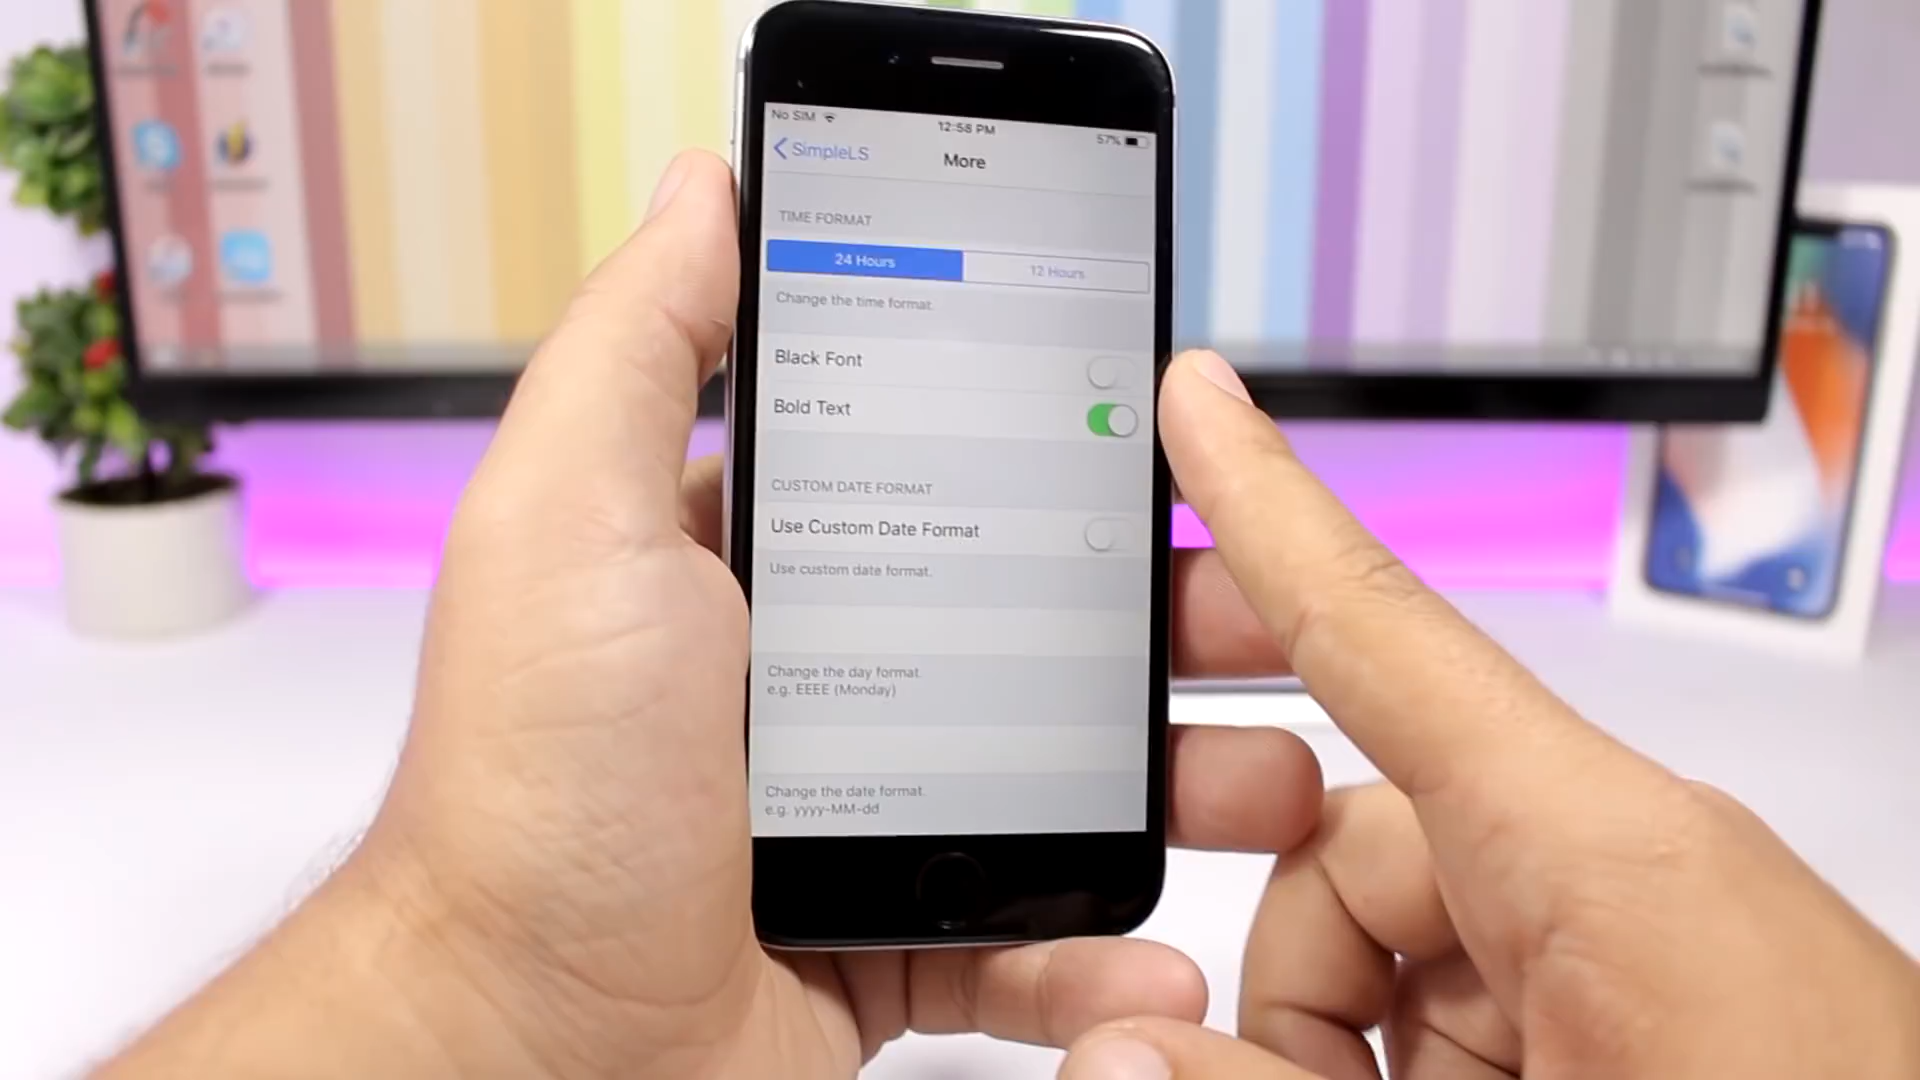 No SIM
12:58 PM
57%
SimpleLS
More
TIME FORMAT
24 Hours
12 Hours
Change the time format.
Black Font
Bold Text
CUSTOM DATE FORMAT
Use Custom Date Format
Use custom date format.
Change the day format.
e.g. EEEE (Monday)
Change the date format.
e.g. yyyy-MM-dd